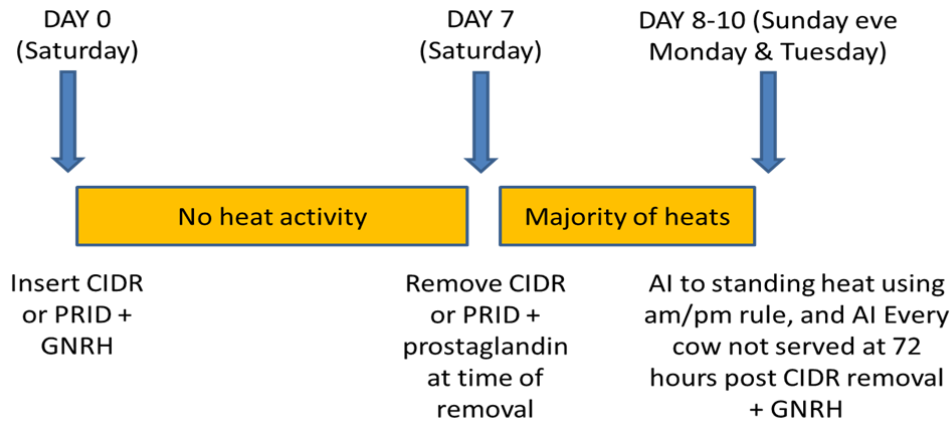 DAY 0
(Saturday)
DAY 7
(Saturday)
DAY 8-10 (Sunday eve
Monday & Tuesday)
No heat activity
Majority of heats
Insert CIDR
or PRID +
GNRH
Remove CIDR
or PRID +
prostaglandin
at time of
removal
AI to standing heat using
am/pm rule, and AI Every
cow not served at 72
hours post CIDR removal
+ GNRH